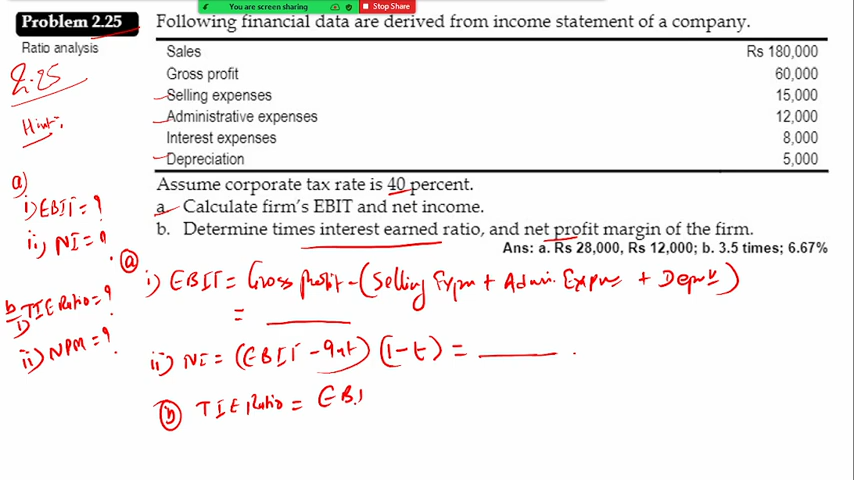 You are screen sharing Stop Share
Problem 2.25 Following financial data are derived from income statement of a company.
Ratio analysis
Sales Rs 180,000
Gross profit 60,000
Selling expenses 15,000
Administrative expenses 12,000
Interest expenses 8,000
Depreciation 5,000
Assume corporate tax rate is 40 percent.
a. Calculate firm's EBIT and net income.
b. Determine times interest earned ratio, and net profit margin of the firm.
Ans: a. Rs 28,000, Rs 12,000; b. 3.5 times; 6.67%
2.25
Hint:
a)
i) EBIT = ?
ii) NI = ?
b TIE Ratio = ?
i)
ii) NPM = ?
a
i) EBIT = Gross Profit - (Selling Expen + Admin. Expens + Depn)
=
ii) NI = (EBIT - Int) (1 - t) =
b TIE Ratio = EBI